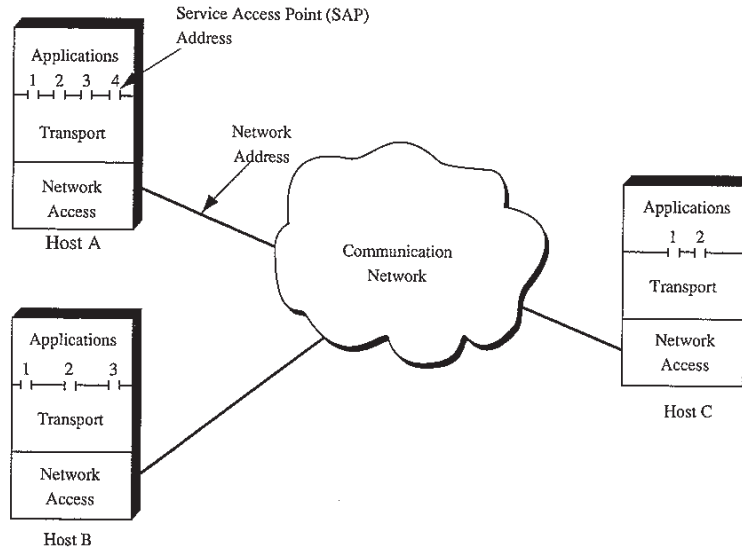 Service Access Point (SAP)
Address
Applications
1 2 3 4
Transport
Network
Access
Host A
Network
Address
Communication
Network
Applications
1 2
Transport
Network
Access
Host C
Applications
1 2 3
Transport
Network
Access
Host B